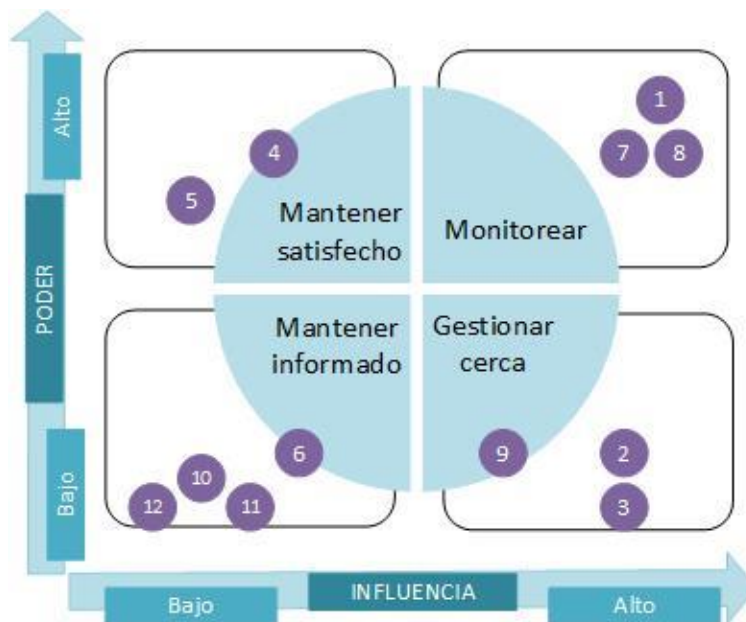 Alto
PODER
Bajo
1
4
7
8
5
Mantener
satisfecho
Monitorear
Mantener
informado
Gestionar
cerca
6
9
2
10
12
11
3
INFLUENCIA
Bajo
Alto